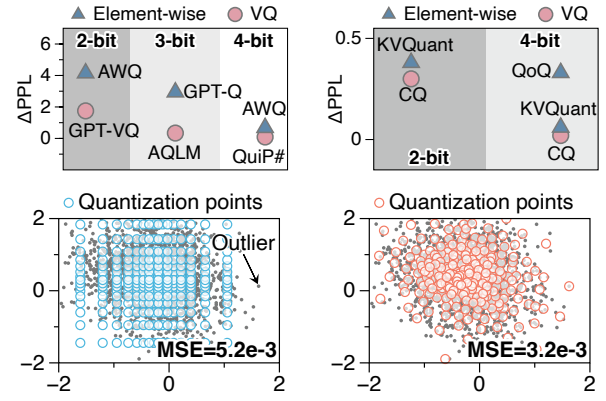 Element-wise VQ
2-bit 3-bit 4-bit
ΔPPL
6
4
2
0
AWQ
GPT-Q
AWQ
GPT-VQ
AQLM
QuiP#
Element-wise VQ
4-bit
ΔPPL
0.5
0
KVQuant
QoQ
CQ
KVQuant
CQ
2-bit
Quantization points
2
0
−2
Outlier
MSE=5.2e-3
−2 0 2
Quantization points
2
0
−2
MSE=3.2e-3
−2 0 2